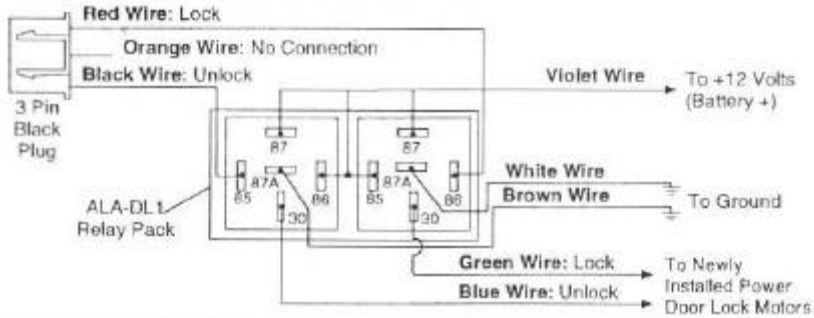 Red Wire: Lock
Orange Wire: No Connection
Black Wire: Unlock
3 Pin
Black
Plug
Violet Wire
To +12 Volts
(Battery +)
87
87
85
87A
86
85
87A
86
30
30
ALA-DL1
Relay Pack
White Wire
Brown Wire
To Ground
Green Wire: Lock
Blue Wire: Unlock
To Newly
Installed Power
Door Lock Motors